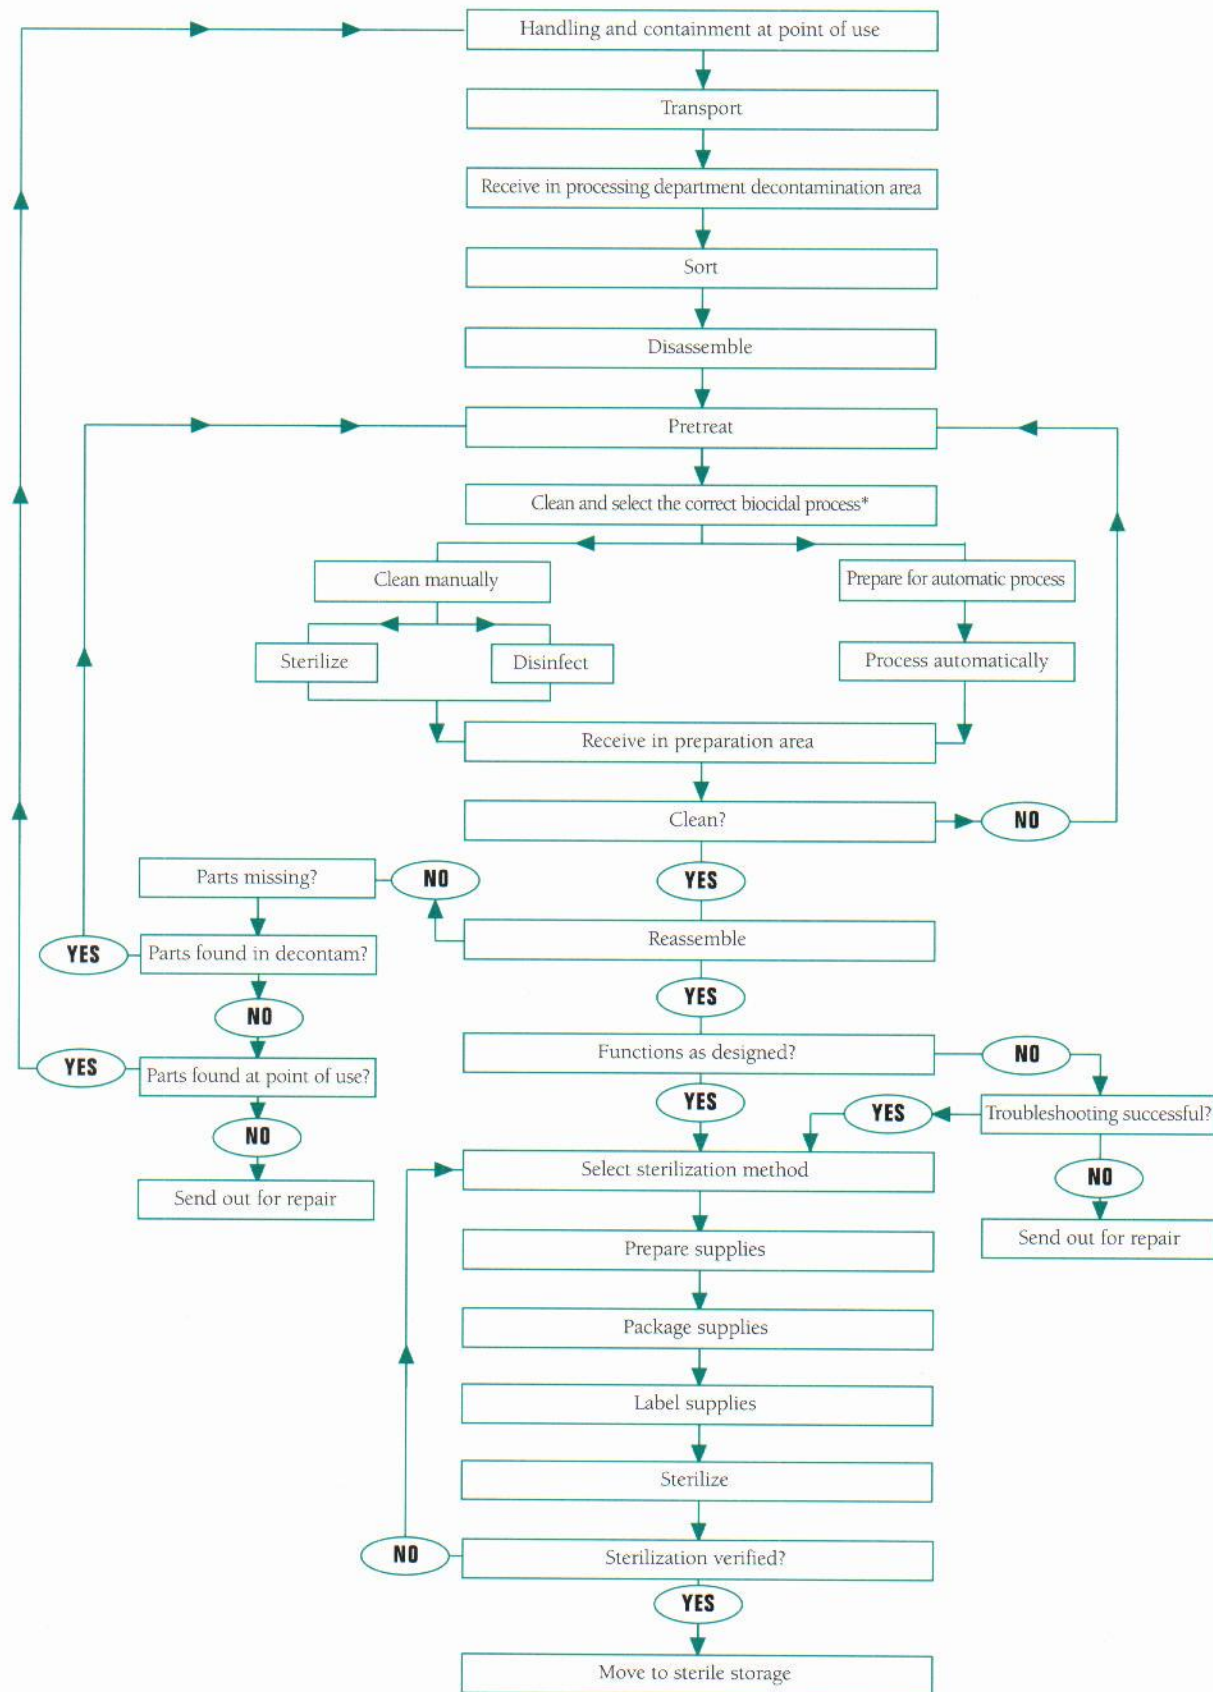 Handling and containment at point of use
Transport
Receive in processing department decontamination area
Sort
Disassemble
Pretreat
Clean and select the correct biocidal process*
Clean manually
Prepare for automatic process
Sterilize
Disinfect
Process automatically
Receive in preparation area
Clean?
NO
Parts missing?
NO
YES
Reassemble
YES
Parts found in decontam?
YES
NO
Functions as designed?
NO
YES
Parts found at point of use?
YES
YES
Troubleshooting successful?
NO
Select sterilization method
NO
Send out for repair
Prepare supplies
Send out for repair
Package supplies
Label supplies
Sterilize
NO
Sterilization verified?
YES
Move to sterile storage